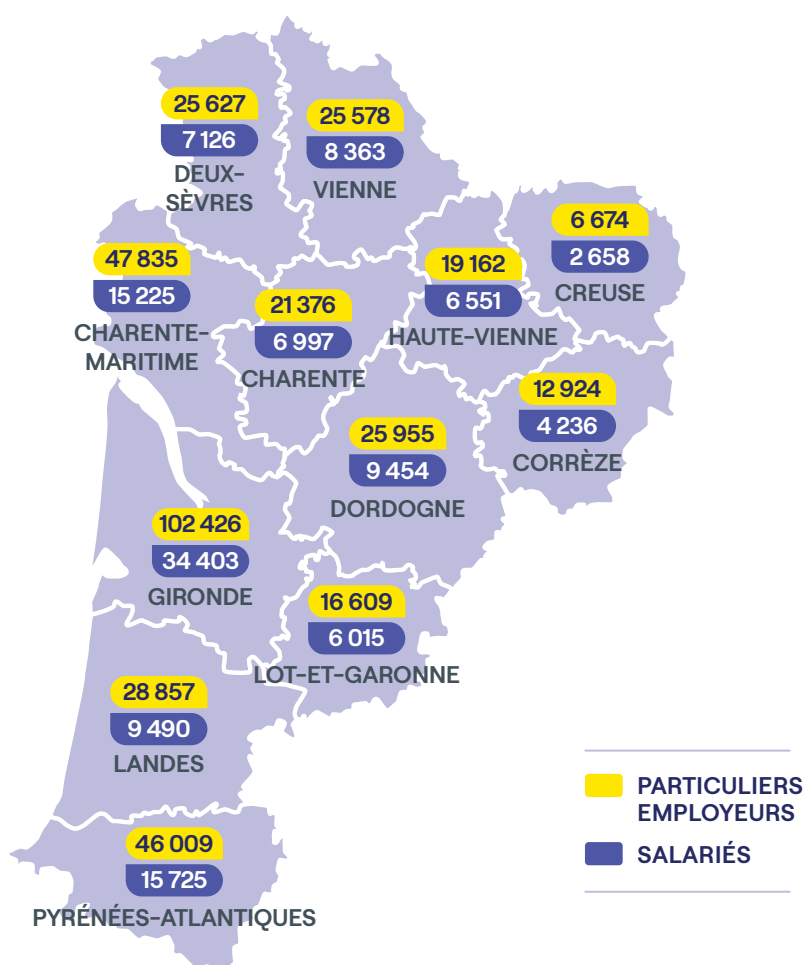 25 627
7 126
DEUX-
SÈVRES
25 578
8 363
VIENNE
6 674
2 658
CREUSE
47 835
15 225
CHARENTE-
MARITIME
21 376
6 997
CHARENTE
19 162
6 551
HAUTE-VIENNE
12 924
4 236
CORRÈZE
25 955
9 454
DORDOGNE
102 426
34 403
GIRONDE
16 609
6 015
LOT-ET-GARONNE
28 857
9 490
LANDES
46 009
15 725
PYRÉNÉES-ATLANTIQUES
PARTICULIERS
EMPLOYEURS
SALARIÉS